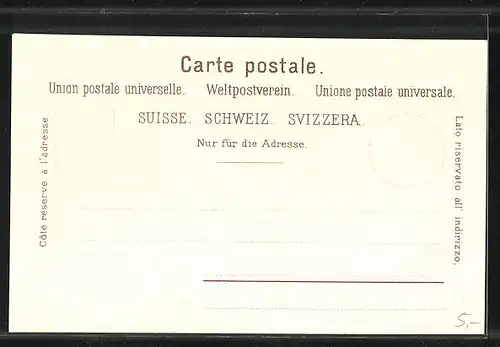 Carte postale.
Union postale universelle. Weltpostverein. Unione postale universale.
SUISSE. SCHWEIZ. SVIZZERA.
Nur für die Adresse.
Côté réservé à l'adresse
Lato riservato all' indirizzo.
5,-